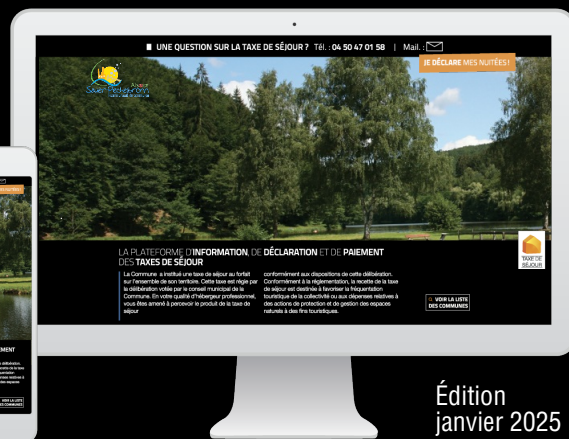 UNE QUESTION SUR LA TAXE DE SÉJOUR ? Tél. : 04 50 47 01 58 | Mail. :
JE DÉCLARE MES NUITÉES !
LA PLATEFORME D'INFORMATION, DE DÉCLARATION ET DE PAIEMENT
DES TAXES DE SÉJOUR
La Commune a institué une taxe de séjour au forfait
sur l'ensemble de son territoire. Cette taxe est régie par
la délibération votée par le conseil municipal de la
Commune. En votre qualité d'hébergeur professionnel,
vous êtes amené à percevoir le produit de la taxe de
séjour
conformément aux dispositions de cette délibération.
Conformément à la réglementation, la recette de la taxe
de séjour est destinée à favoriser la fréquentation
touristique de la collectivité ou aux dépenses relatives à
des actions de protection et de gestion des espaces
naturels à des fins touristiques.
TAXE DE
SÉJOUR
VOIR LA LISTE
DES COMMUNES
VOIR LA LISTE
DES COMMUNES
Édition
janvier 2025